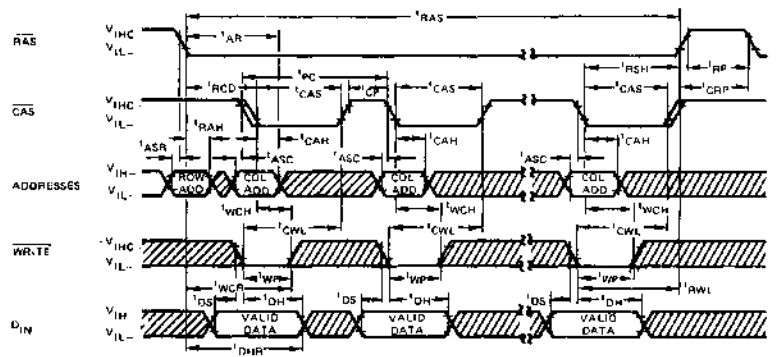 tRAS
RAS VIHC
VIL-
tAR
tRCD tPC tCAS tCP tCAS tRSH tCAS tRP tCRP
CAS VIHC
VIL-
tASR tRAH tCAH tCAH tCAH
tASC tASC tASC
ADDRESSES VIH-
VIL-
ROW ADD COL ADD COL ADD COL ADD
tWCH tWCH tWCH
tCWL tCWL tCWL
WRITE VIHC
VIL-
tWP tWP tWP
tWCR tRWL
tDS tDH tDS tDH tDS tDH
DIN VIH
VIL-
VALID DATA VALID DATA VALID DATA
tDHR